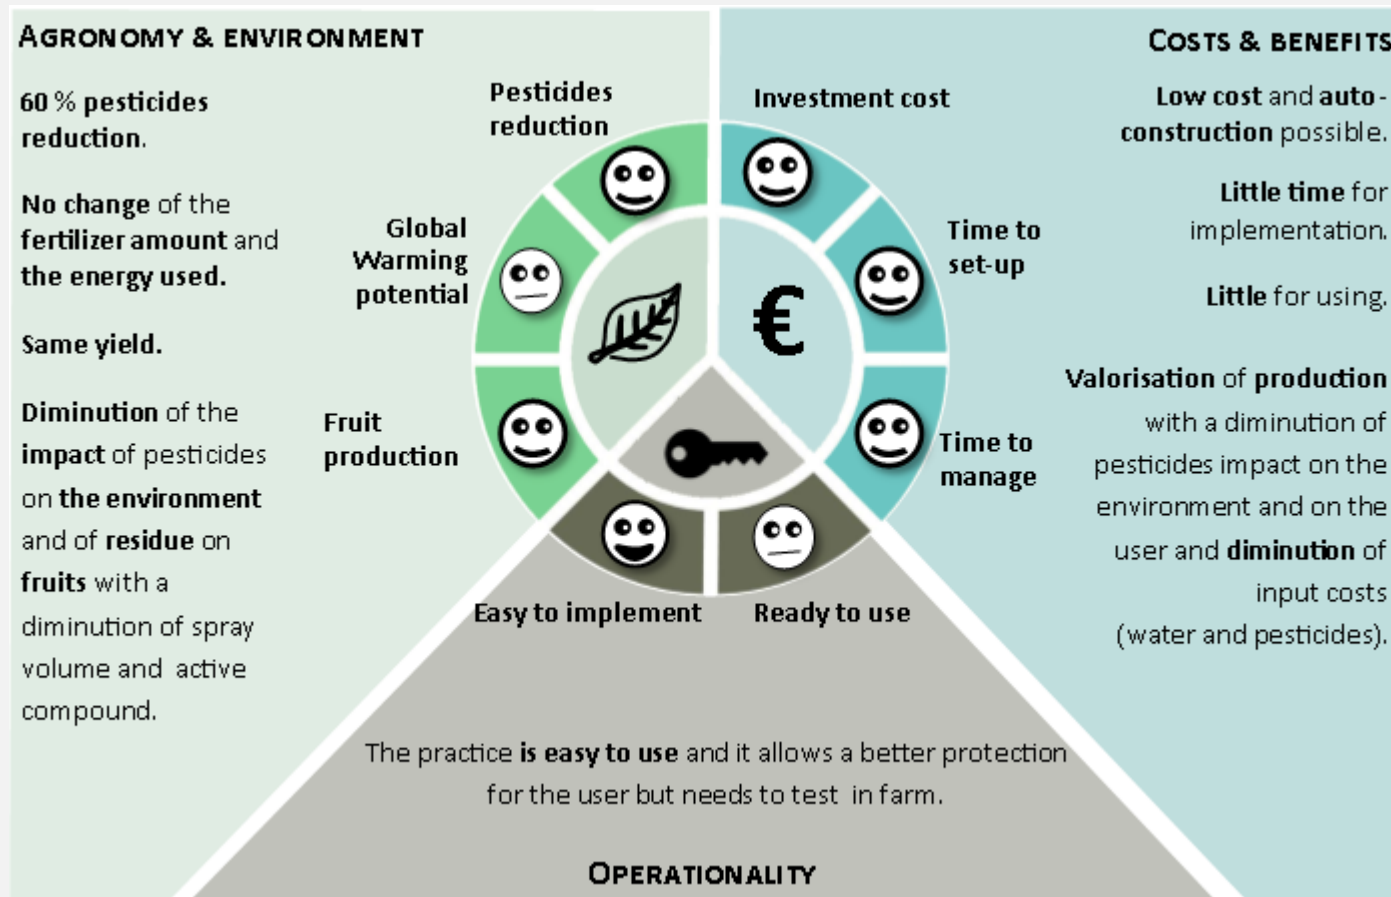 AGRONOMY & ENVIRONMENT
60 % pesticides
reduction.
No change of the
fertilizer amount and
the energy used.
Same yield.
Diminution of the
impact of pesticides
on the environment
and of residue on
fruits with a
diminution of spray
volume and active
compound.
Pesticides
reduction
Global
Warming
potential
Fruit
production
COSTS & BENEFITS
Investment cost
Time to
set-up
Time to
manage
€
Low cost and auto-
construction possible.
Little time for
implementation.
Little for using.
Valorisation of production
with a diminution of
pesticides impact on the
environment and on the
user and diminution of
input costs
(water and pesticides).
Easy to implement
Ready to use
The practice is easy to use and it allows a better protection
for the user but needs to test in farm.
OPERATIONALITY